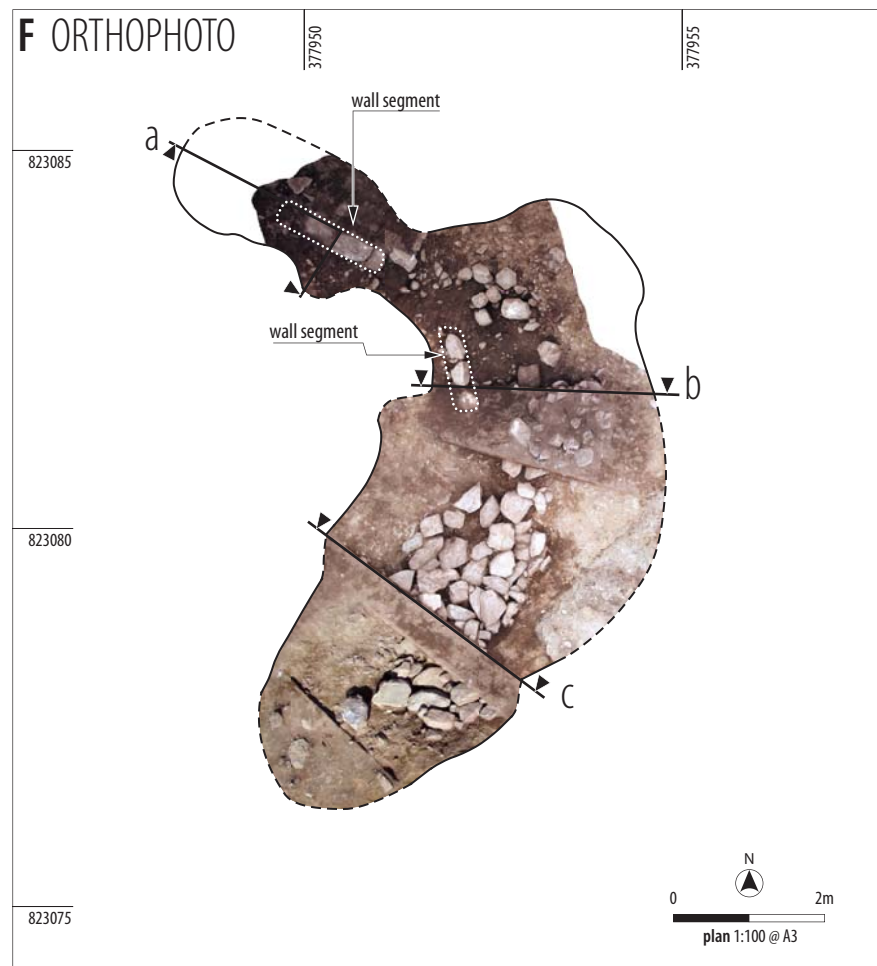 F ORTHOPHOTO
377950
377955
wall segment
a
823085
wall segment
b
823080
c
N
0 2m
823075
plan 1:100 @ A3